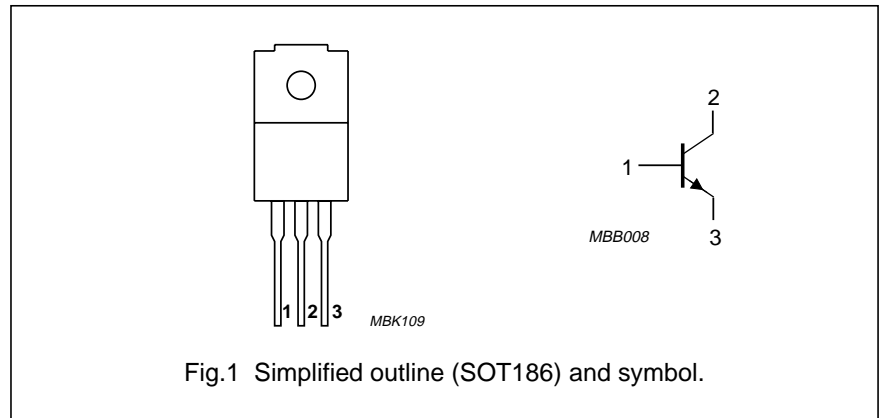 1 2 3
MBK109
2
1
MBB008
3
Fig.1 Simplified outline (SOT186) and symbol.